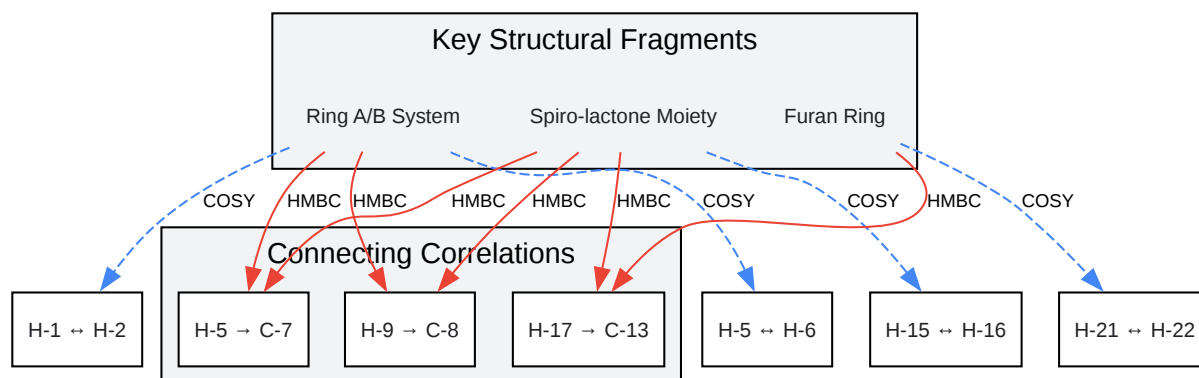 Key Structural Fragments
Ring A/B System
Spiro-lactone Moiety
Furan Ring
COSY
HMBC
HMBC
HMBC
HMBC
HMBC
COSY
COSY
HMBC
COSY
Connecting Correlations
H-1 ↔ H-2
H-5 → C-7
H-9 → C-8
H-17 → C-13
H-5 ↔ H-6
H-15 ↔ H-16
H-21 ↔ H-22